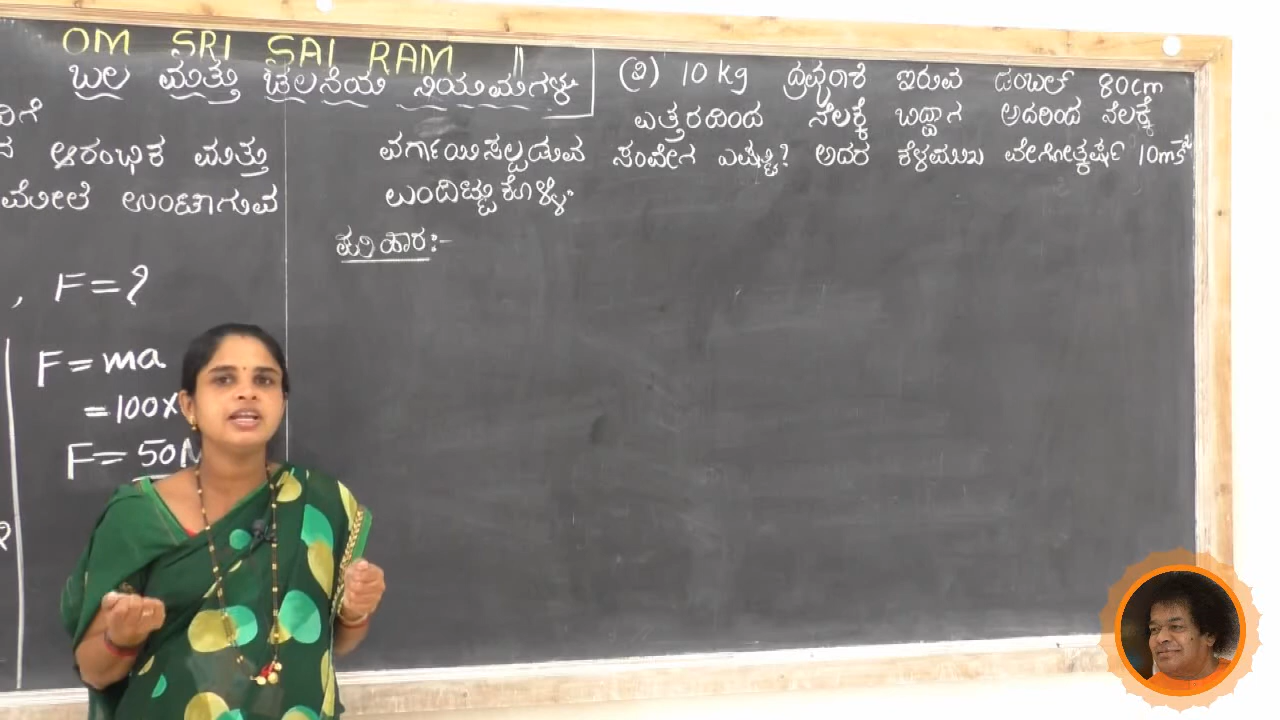 OM SRI SAI RAM ||
ಬಲ ಮತ್ತು ಚಲನೆಯ ನಿಯಮಗಳು
ರಿಗೆ
ಆರಂಭಿಕ ಮತ್ತು
ಮೇಲೆ ಉಂಟಾಗುವ
, F=?
F=ma
=100x
F=50N
(೨) 10 kg ದ್ರವ್ಯರಾಶಿ ಇರುವ ಡಂಬಲ್ 80cm
ಎತ್ತರದಿಂದ ನೆಲಕ್ಕೆ ಬಿದ್ದಾಗ ಅದರಿಂದ ನೆಲಕ್ಕೆ
ವರ್ಗಾಯಿಸಲ್ಪಡುವ ಸಂವೇಗ ಎಷ್ಟು? ಅದರ ಕೆಳಮುಖ ವೇಗೋತ್ಕರ್ಷ 10ms⁻²
ಪರಿಹಾರ:-